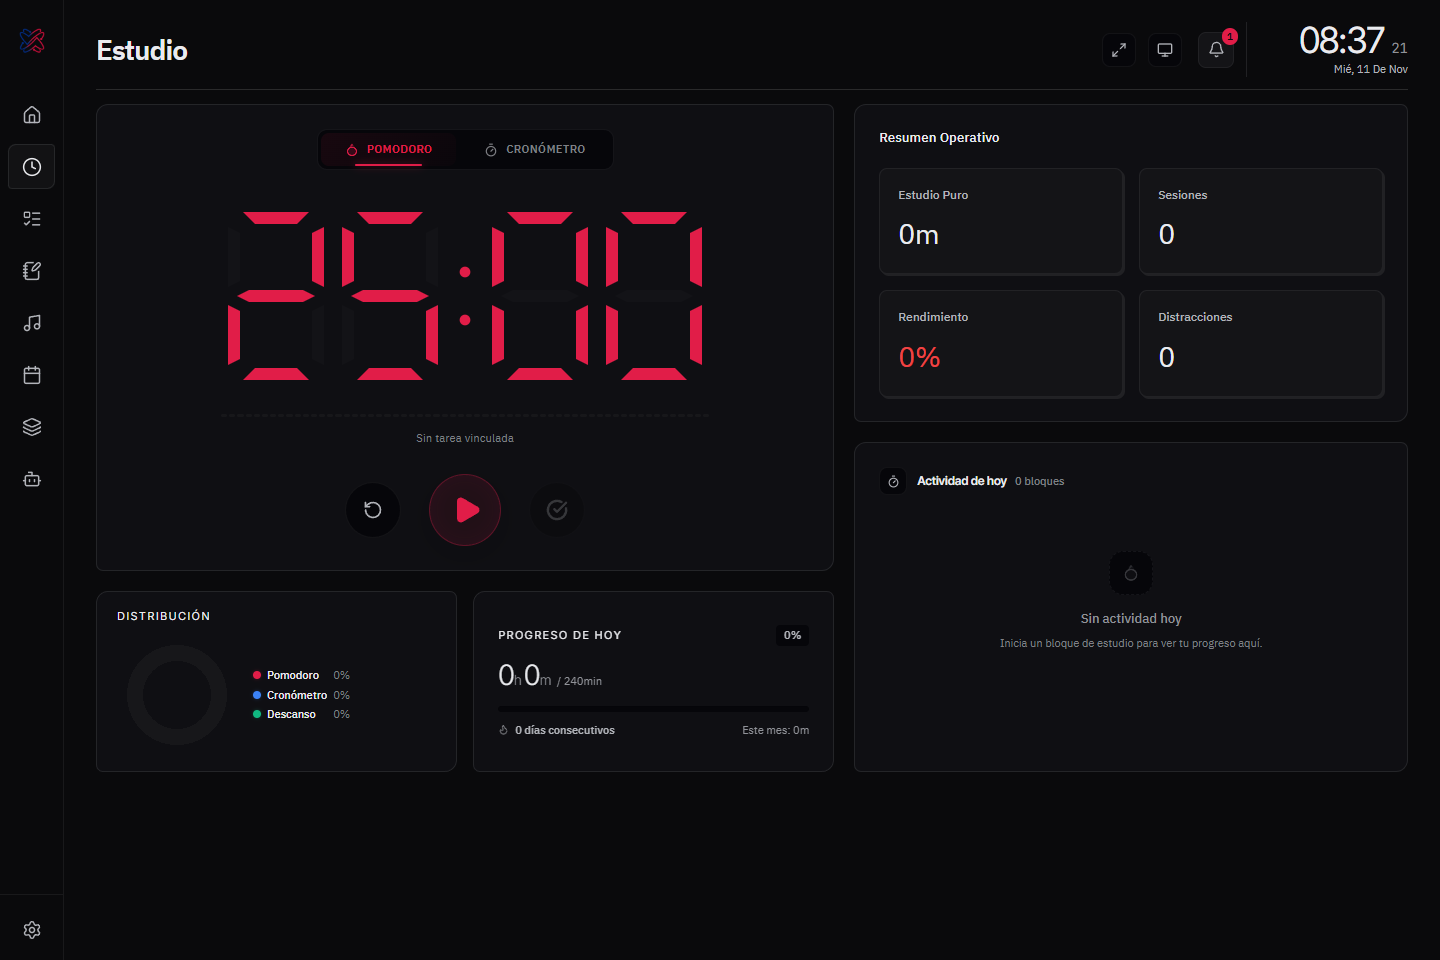 Estudio
1
08:37 21
Mié, 11 De Nov
POMODORO
CRONÓMETRO
25:00
Sin tarea vinculada
DISTRIBUCIÓN
Pomodoro 0%
Cronómetro 0%
Descanso 0%
PROGRESO DE HOY
0%
0h 0m / 240min
0 días consecutivos
Este mes: 0m
Resumen Operativo
Estudio Puro
0m
Sesiones
0
Rendimiento
0%
Distracciones
0
Actividad de hoy 0 bloques
Sin actividad hoy
Inicia un bloque de estudio para ver tu progreso aquí.